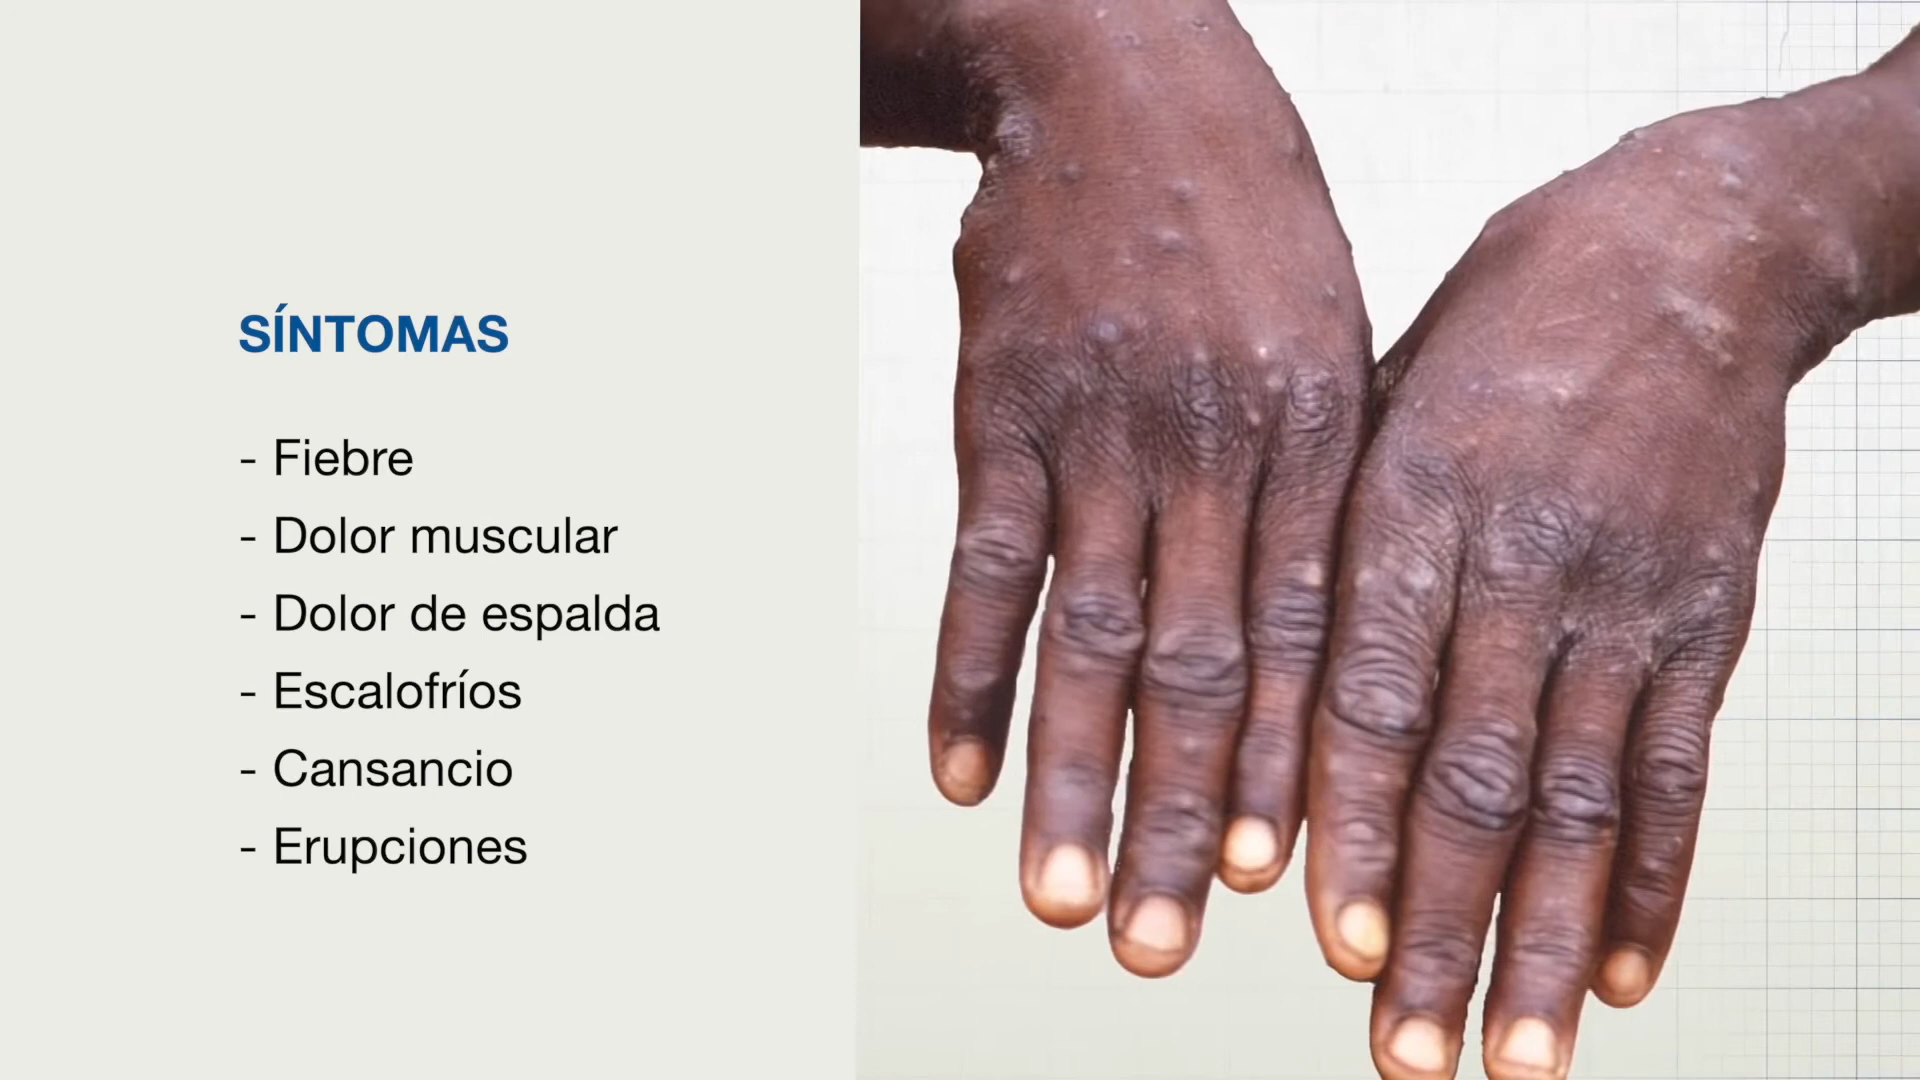 SÍNTOMAS
- Fiebre
- Dolor muscular
- Dolor de espalda
- Escalofríos
- Cansancio
- Erupciones